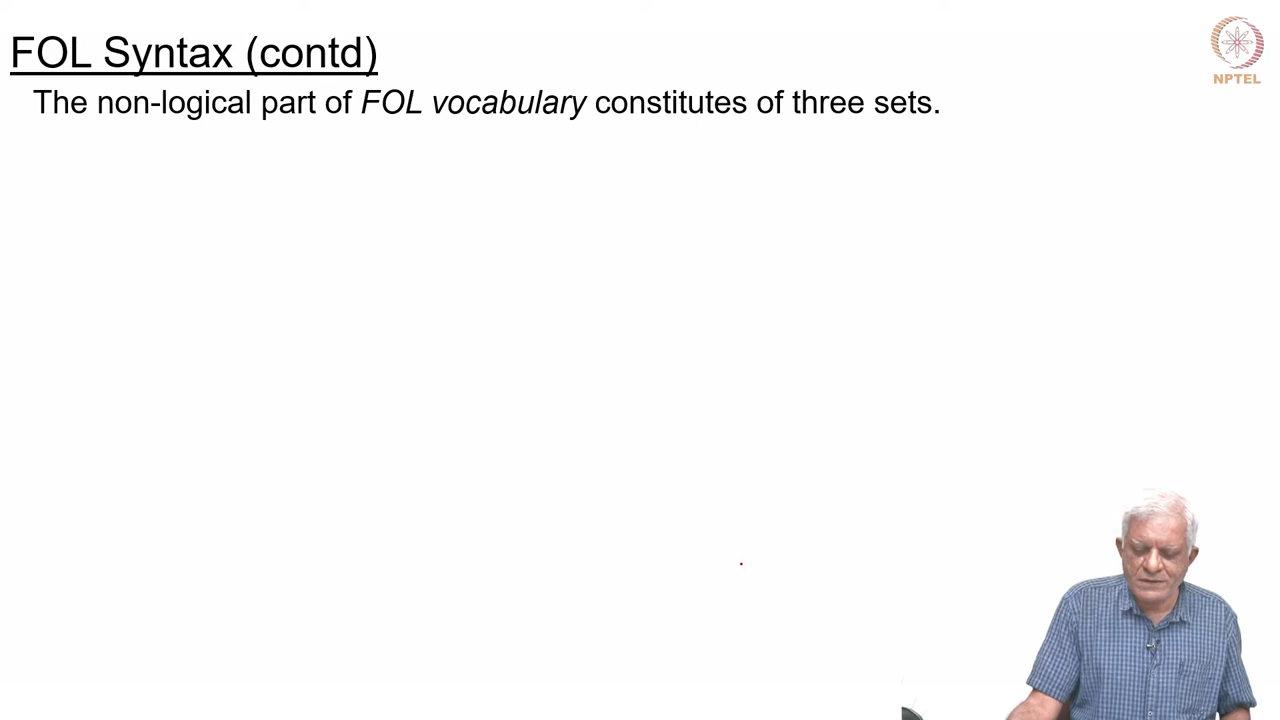 FOL Syntax (contd)
The non-logical part of FOL vocabulary constitutes of three sets.
NPTEL